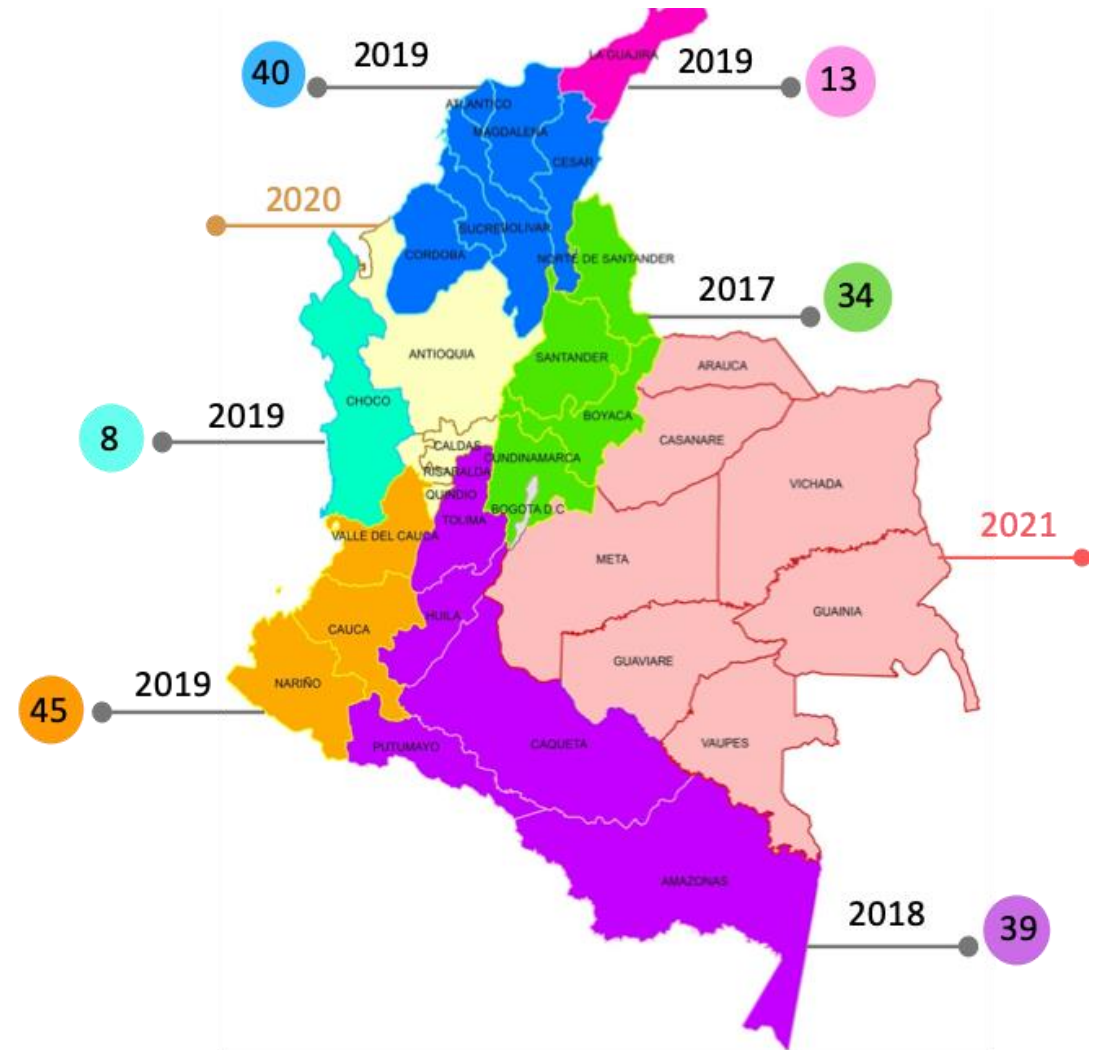 2019
LA GUAJIRA
2019
40
13
ATLANTICO
MAGDALENA
CESAR
2020
SUCRE
BOLIVAR
CORDOBA
NORTE DE SANTANDER
2017
34
ANTIOQUIA
SANTANDER
ARAUCA
CHOCO
2019
8
BOYACA
CASANARE
CALDAS
CUNDINAMARCA
RISARALDA
QUINDIO
VICHADA
BOGOTA D.C
TOLIMA
2021
VALLE DEL CAUCA
META
GUAINIA
HUILA
CAUCA
GUAVIARE
2019
NARIÑO
45
PUTUMAYO
CAQUETA
VAUPES
AMAZONAS
2018
39